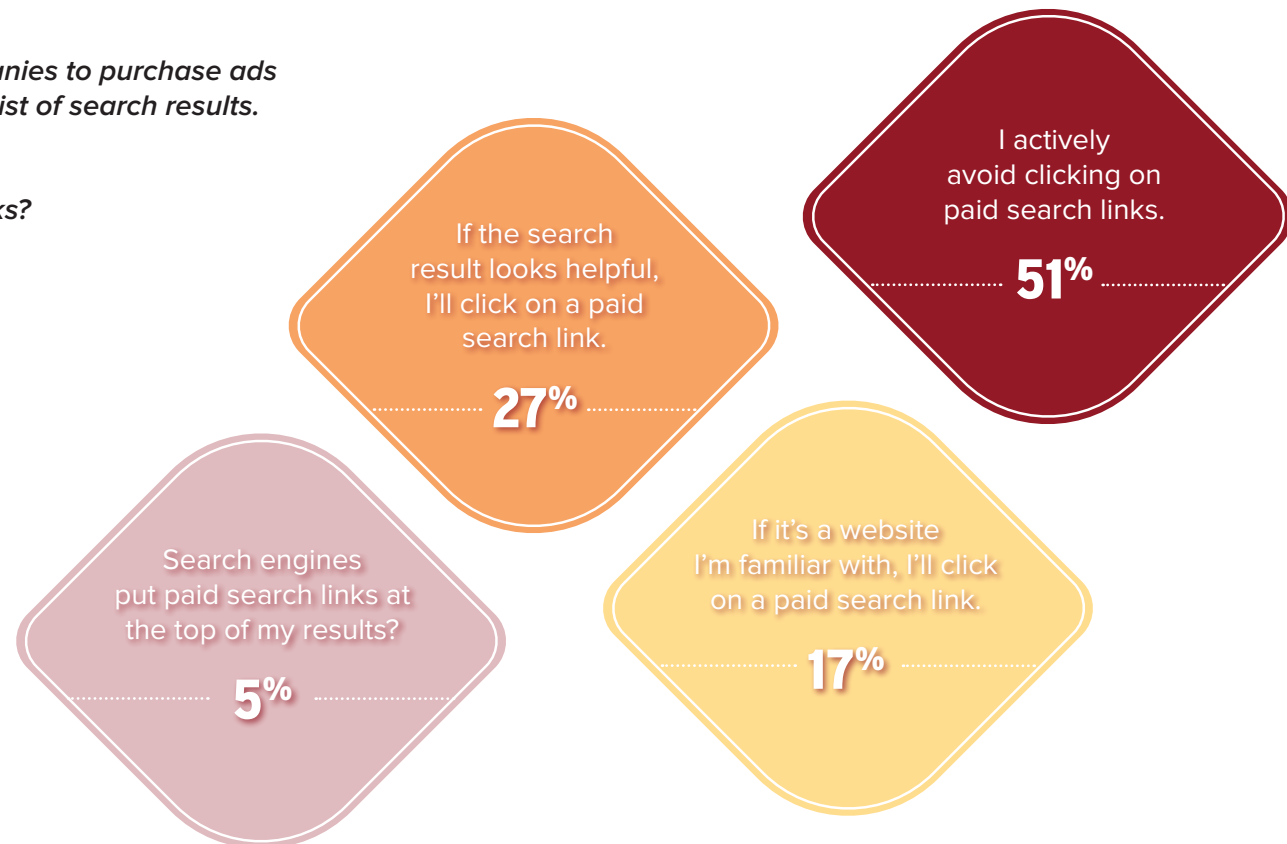 ist of search results.
to purchase ads
ks?
I actively
avoid clicking on
paid search links.
51%
If the search
result looks helpful,
I'll click on a paid
search link.
27%
If it's a website
I'm familiar with, I'll click
on a paid search link.
17%
Search engines
put paid search links at
the top of my results?
5%